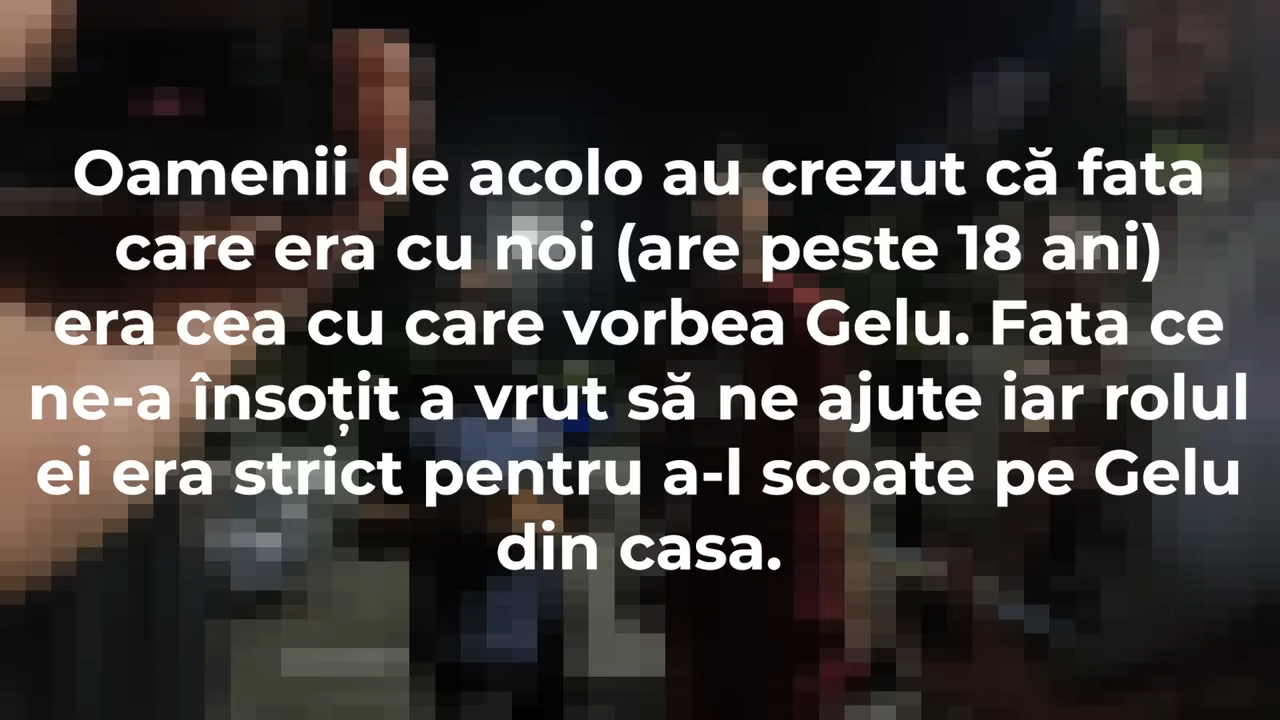 Oamenii de acolo au crezut că fata
care era cu noi (are peste 18 ani)
era cea cu care vorbea Gelu. Fata ce
ne-a însoțit a vrut să ne ajute iar rolul
ei era strict pentru a-l scoate pe Gelu
din casa.